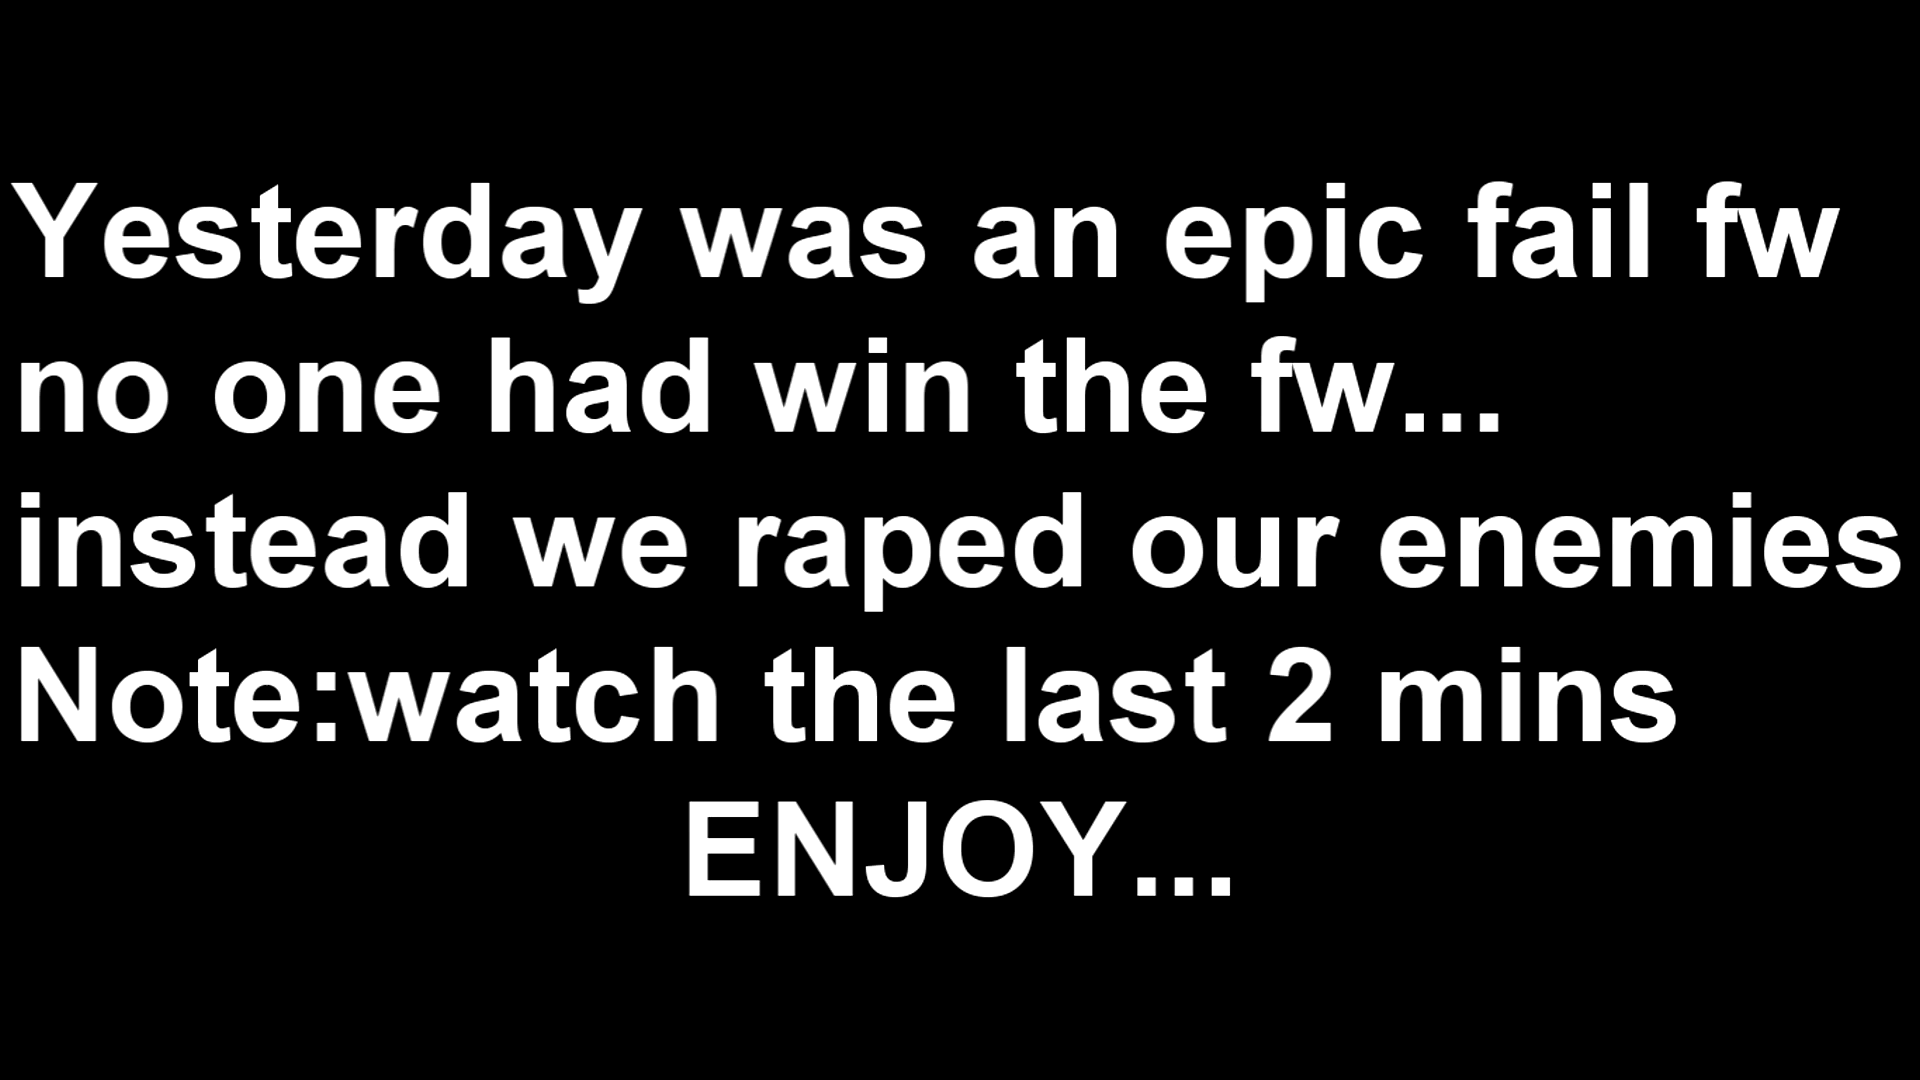 Yesterday was an epic fail fw
no one had win the fw...
instead we raped our enemies
Note:watch the last 2 mins
ENJOY...